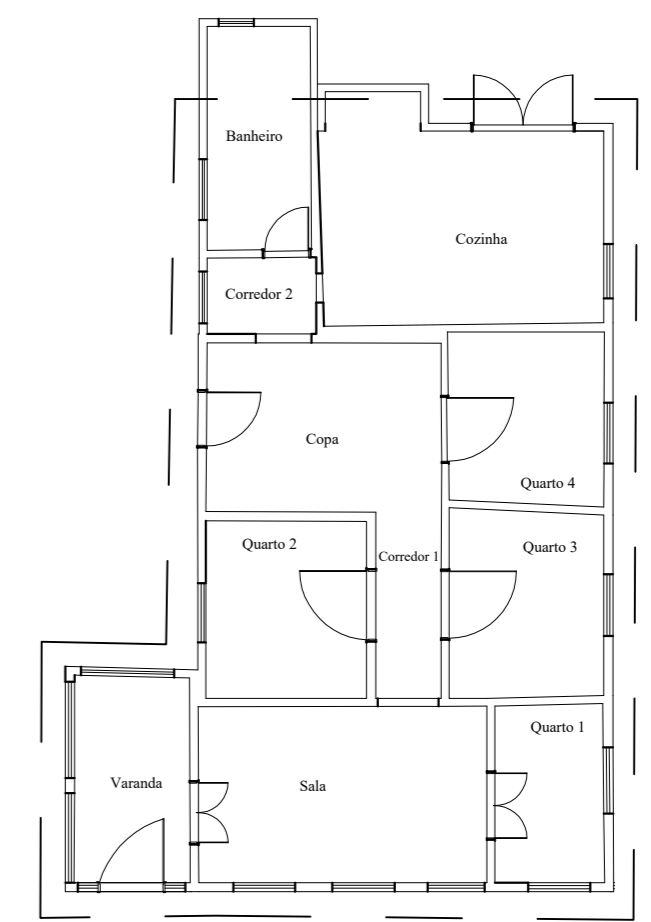 Banheiro
Cozinha
Corredor 2
Copa
Quarto 4
Quarto 2
Quarto 3
Corredor 1
Quarto 1
Varanda
Sala